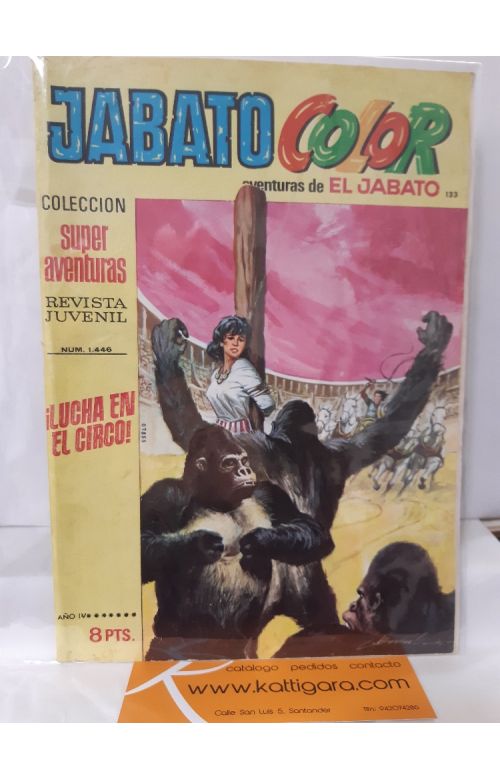 JABATO COLOR
aventuras de EL JABATO 133
COLECCION
super
aventuras
REVISTA
JUVENIL
NUM. 1.446
¡LUCHA EN
EL CIRCO!
AÑO IV
8 PTS.
catálogo pedidos contacto
www.kattigara.com
Calle San Luis 5, Santander